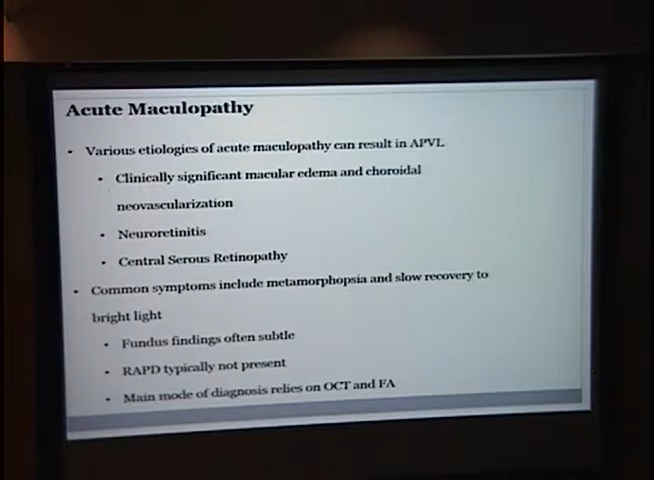 Acute Maculopathy
• Various etiologies of acute maculopathy can result in APVL
• Clinically significant macular edema and choroidal
neovascularization
• Neuroretinitis
• Central Serous Retinopathy
• Common symptoms include metamorphopsia and slow recovery to
bright light
• Fundus findings often subtle
• RAPD typically not present
• Main mode of diagnosis relies on OCT and FA